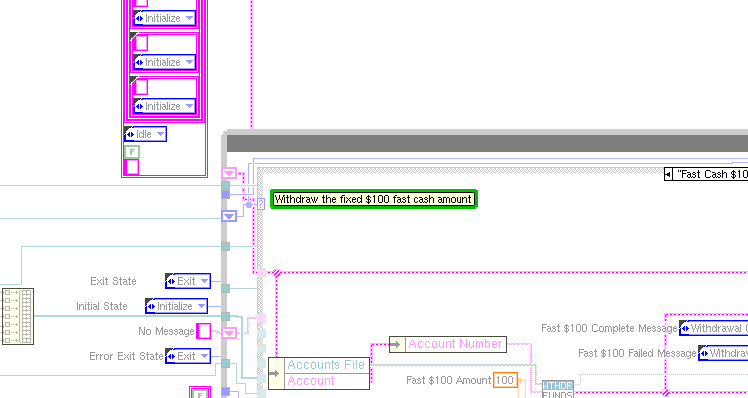 Initialize
Initialize
Initialize
Idle
F
"Fast Cash $10
Withdraw the fixed $100 fast cash amount
?
Exit State
Exit
Initial State
Initialize
No Message
Error Exit State
Exit
F
Fast $100 Complete Message
Withdrawal
Account Number
Fast $100 Failed Message
Withdraw
Accounts File
Account
Fast $100 Amount
100
WTHDR
FUNDS